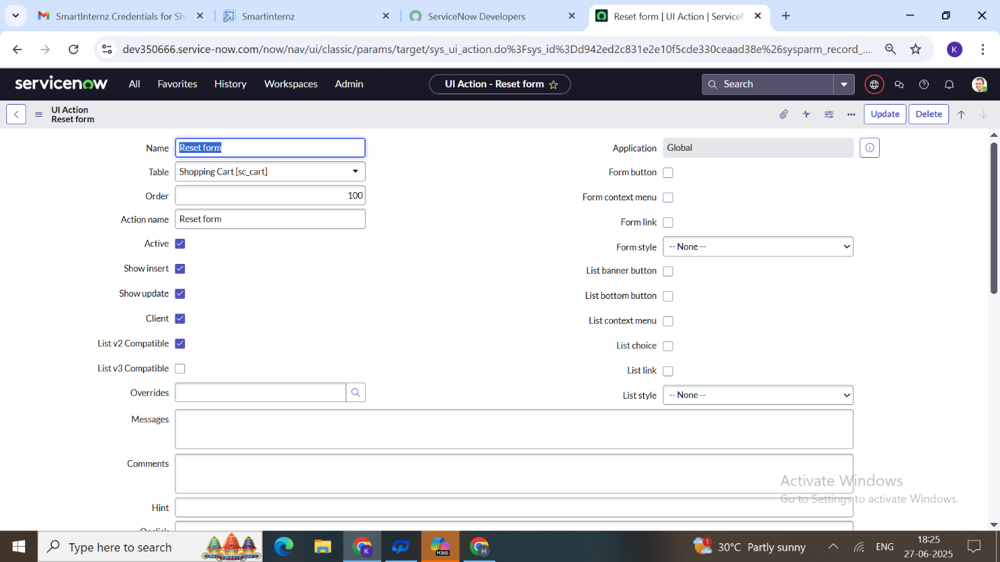 SmartInternz Credentials for Sh
Smartinternz
ServiceNow Developers
Reset form | UI Action | ServiceN
dev350666.service-now.com/now/nav/ui/classic/params/target/sys_ui_action.do%3Fsys_id%3Dd942ed2c831e2e10f5cde330ceaad38e%26sysparm_record_...
K
servicenow
All
Favorites
History
Workspaces
Admin
UI Action - Reset form
Search
UI Action
Reset form
Update
Delete
Name
Reset form
Application
Global
Table
Shopping Cart [sc_cart]
Form button
Order
100
Form context menu
Action name
Reset form
Form link
Active
Form style
-- None --
Show insert
List banner button
Show update
List bottom button
Client
List context menu
List v2 Compatible
List choice
List v3 Compatible
List link
Overrides
List style
-- None --
Messages
Comments
Hint
Onclick
Activate Windows
Go to Settings to activate Windows.
Type here to search
K
M365
H
1
30°C Partly sunny
ENG
18:25
27-06-2025